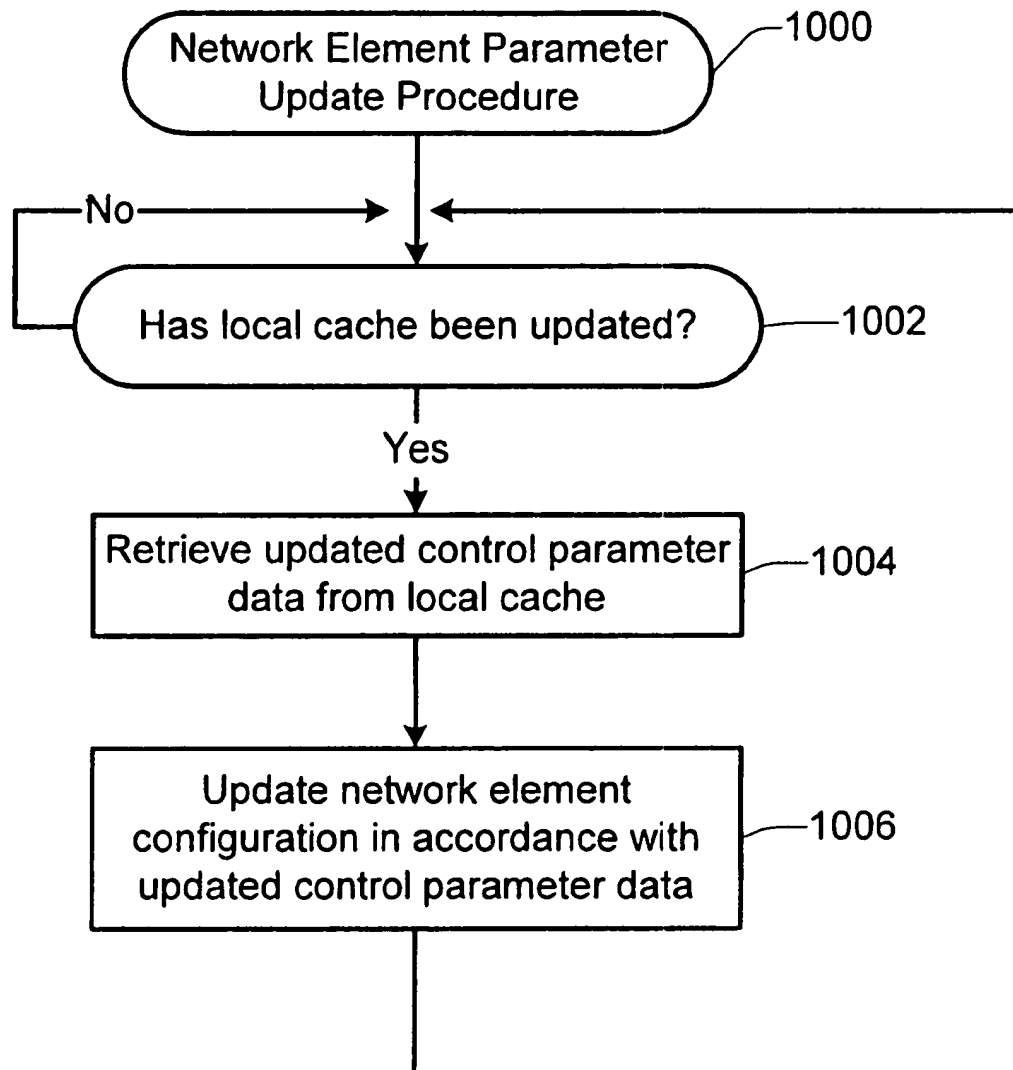 Network Element Parameter
Update Procedure
1000
No
Has local cache been updated?
1002
Yes
Retrieve updated control parameter
data from local cache
1004
Update network element
configuration in accordance with
updated control parameter data
1006